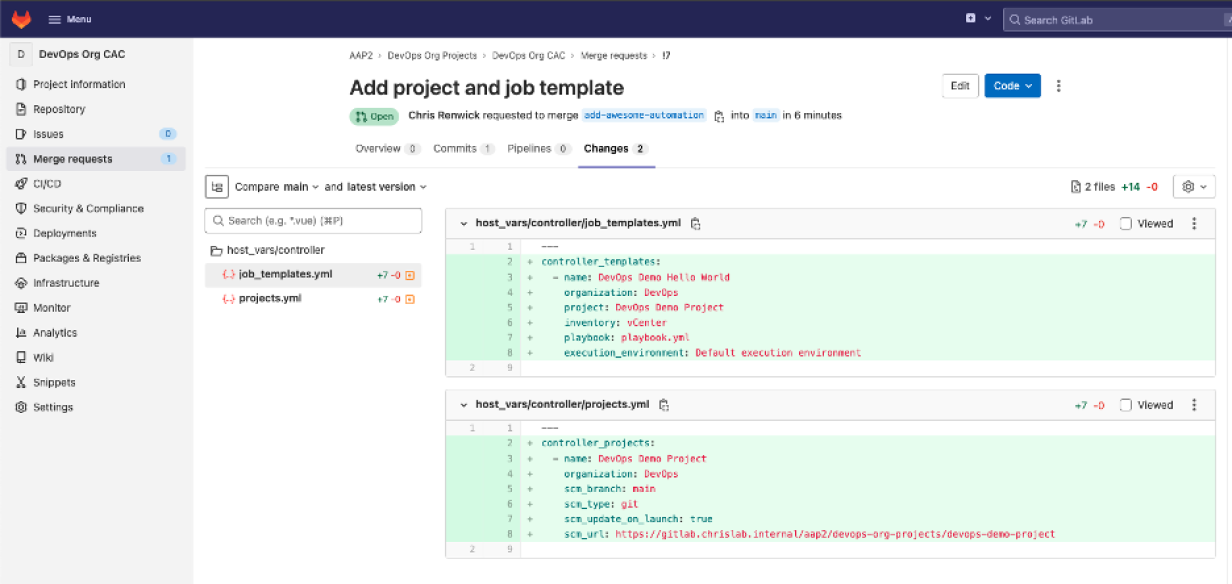 Menu
Search GitLab
D DevOps Org CAC
Project information
Repository
Issues 0
Merge requests 1
CI/CD
Security & Compliance
Deployments
Packages & Registries
Infrastructure
Monitor
Analytics
Wiki
Snippets
Settings
AAP2 › DevOps Org Projects › DevOps Org CAC › Merge requests › !7
Add project and job template
Edit
Code
Open Chris Renwick requested to merge add-awesome-automation into main in 6 minutes
Overview 0 Commits 1 Pipelines 0 Changes 2
Compare main and latest version
2 files +14 -0
Search (e.g. *.vue) (⌘P)
host_vars/controller
job_templates.yml +7 -0
projects.yml +7 -0
host_vars/controller/job_templates.yml +7 -0 Viewed
1 1 ---
2 + controller_templates:
3 + - name: DevOps Demo Hello World
4 + organization: DevOps
5 + project: DevOps Demo Project
6 + inventory: vCenter
7 + playbook: playbook.yml
8 + execution_environment: Default execution environment
2 9
host_vars/controller/projects.yml +7 -0 Viewed
1 1 ---
2 + controller_projects:
3 + - name: DevOps Demo Project
4 + organization: DevOps
5 + scm_branch: main
6 + scm_type: git
7 + scm_update_on_launch: true
8 + scm_url: https://gitlab.chrislab.internal/aap2/devops-org-projects/devops-demo-project
2 9